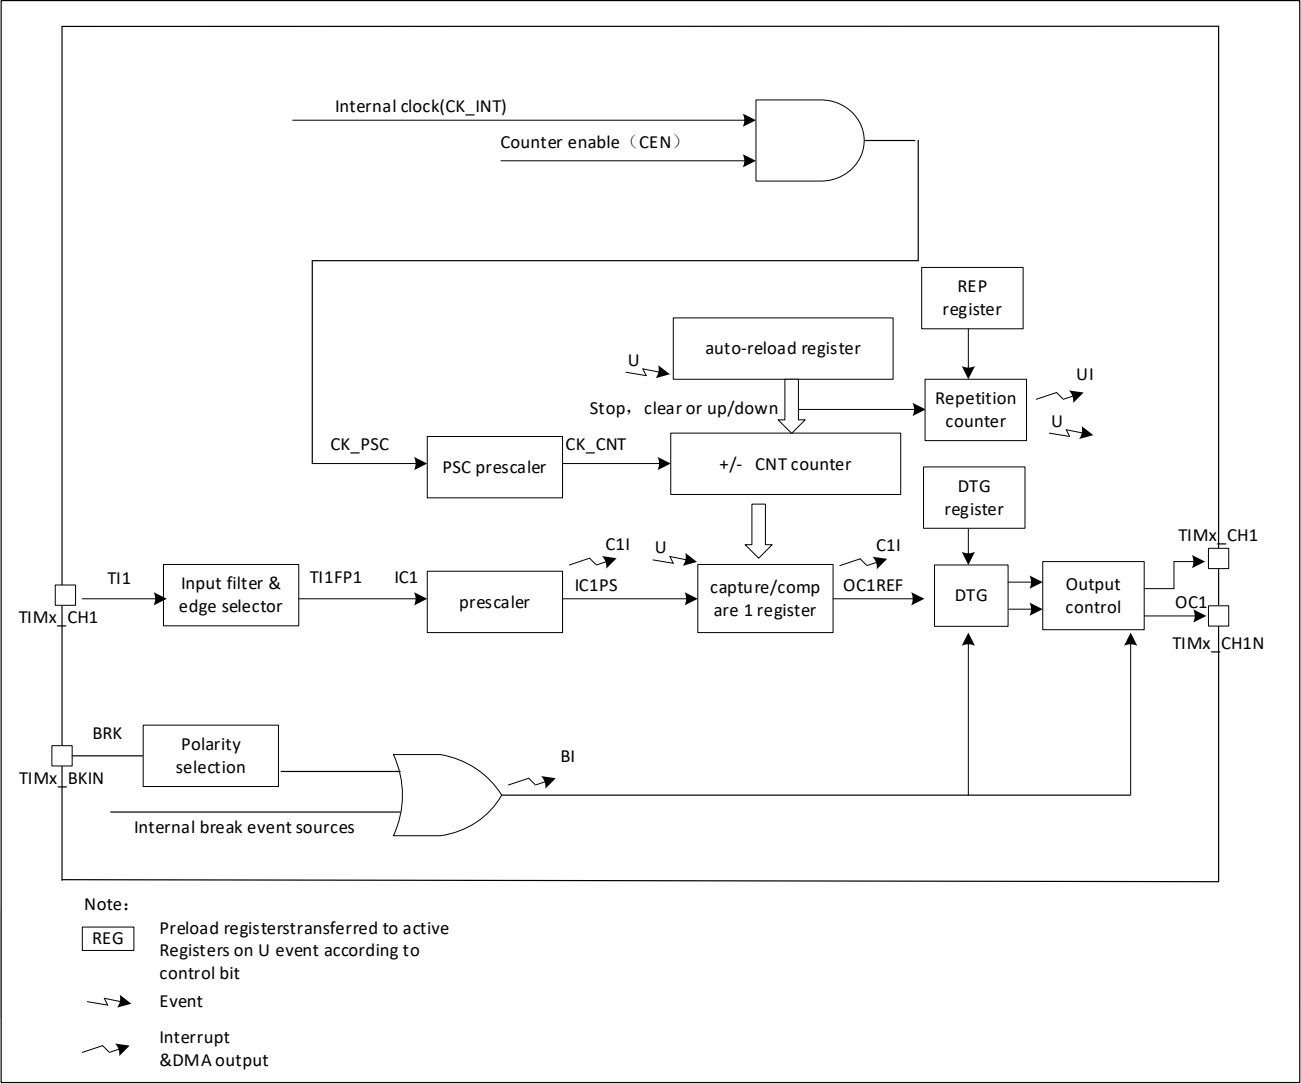 Internal clock(CK_INT)
Counter enable（CEN）
REP
register
auto-reload register
U
UI
Stop，clear or up/down
Repetition
counter
U
CK_PSC
PSC prescaler
CK_CNT
+/-   CNT counter
DTG
register
TIMx_CH1
C1I
U
C1I
TI1
Input filter &
edge selector
TI1FP1
IC1
prescaler
IC1PS
capture/comp
are 1 register
OC1REF
DTG
Output
control
OC1
TIMx_CH1
TIMx_CH1N
BRK
Polarity
selection
TIMx_BKIN
BI
Internal break event sources
Note：
REG
Preload registerstransferred to active
Registers on U event according to
control bit
Event
Interrupt
&DMA output